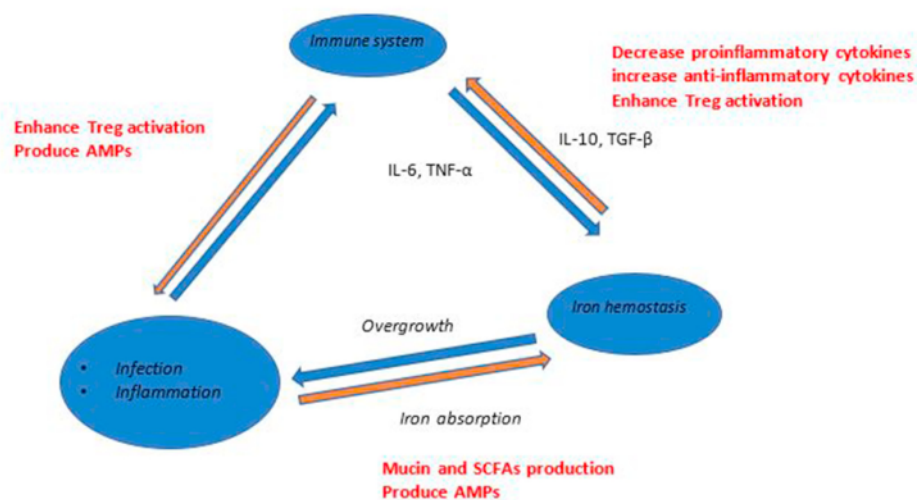 Immune system
Decrease proinflammatory cytokines
increase anti-inflammatory cytokines
Enhance Treg activation
Enhance Treg activation
Produce AMPs
IL-10, TGF-β
IL-6, TNF-α
Iron hemostasis
Overgrowth
• Infection
• Inflammation
Iron absorption
Mucin and SCFAs production
Produce AMPs